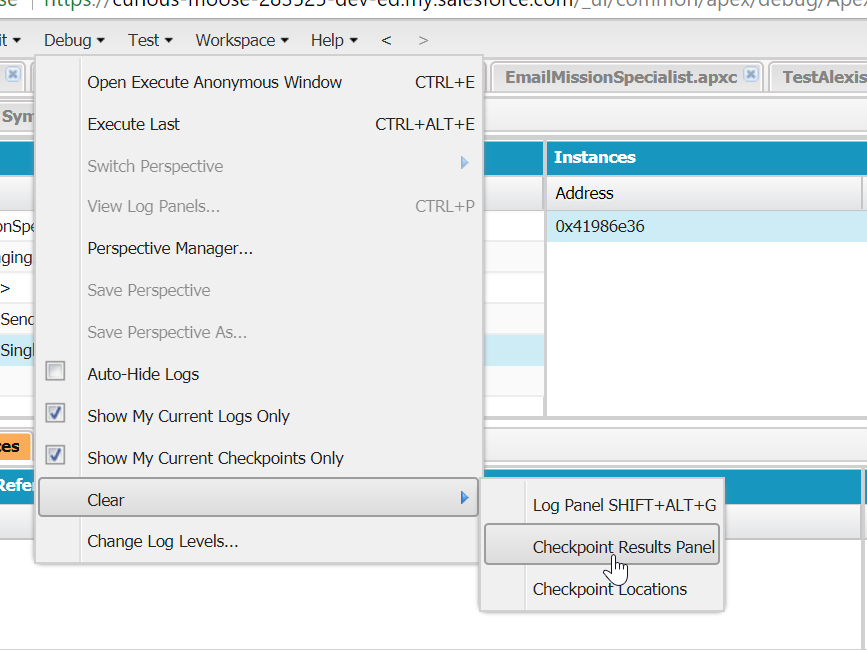 https://curious-moose-283525-dev-ed.my.salesforce.com/_ui/common/apex/debug/Apex
it Debug Test Workspace Help < >
EmailMissionSpecialist.apxc TestAlexis
Sym
Open Execute Anonymous Window CTRL+E
Execute Last CTRL+ALT+E
Switch Perspective
View Log Panels... CTRL+P
Perspective Manager...
Save Perspective
Save Perspective As...
Auto-Hide Logs
Show My Current Logs Only
Show My Current Checkpoints Only
Clear
Change Log Levels...
Log Panel SHIFT+ALT+G
Checkpoint Results Panel
Checkpoint Locations
Instances
Address
0x41986e36
onSpe
ging
>
Send
Singl
ces
Refe